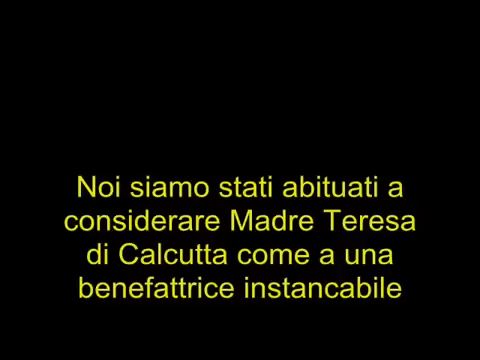 Noi siamo stati abituati a
considerare Madre Teresa
di Calcutta come a una
benefattrice instancabile